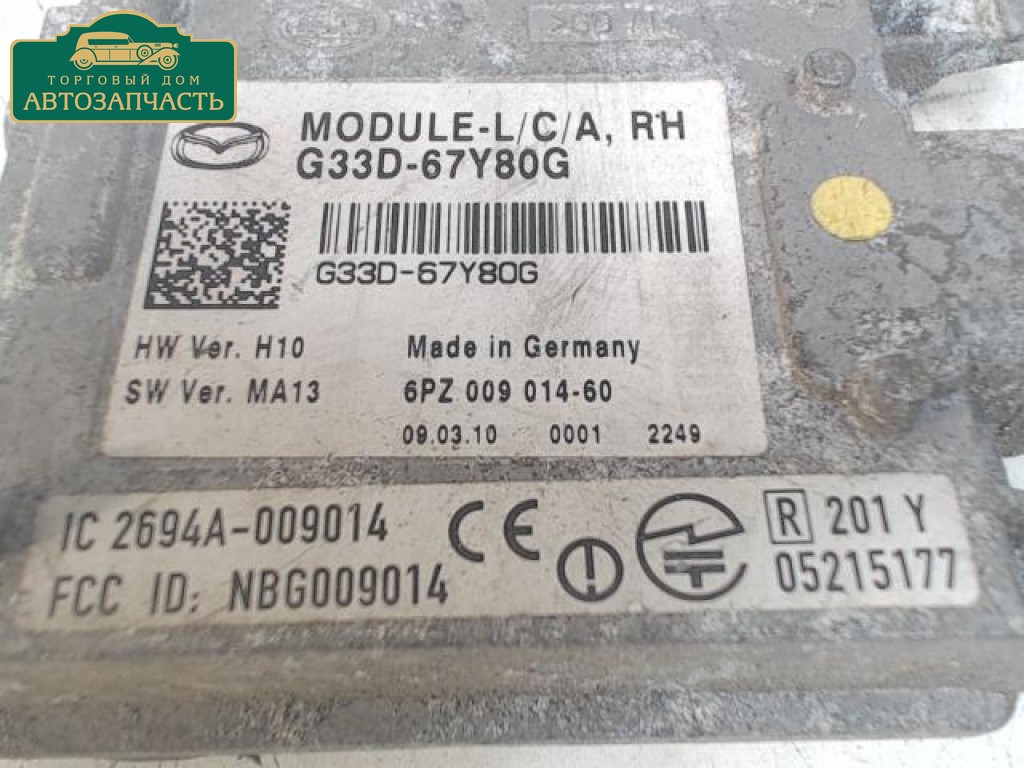 ТОРГОВЫЙ ДОМ
АВТОЗАПЧАСТЬ
MODULE-L/C/A, RH
G33D-67Y80G
G33D-67Y80G
HW Ver. H10 Made in Germany
SW Ver. MA13 6PZ 009 014-60
09.03.10 0001 2249
IC 2694A-009014
FCC ID: NBG009014
CE
R 201 Y
05215177